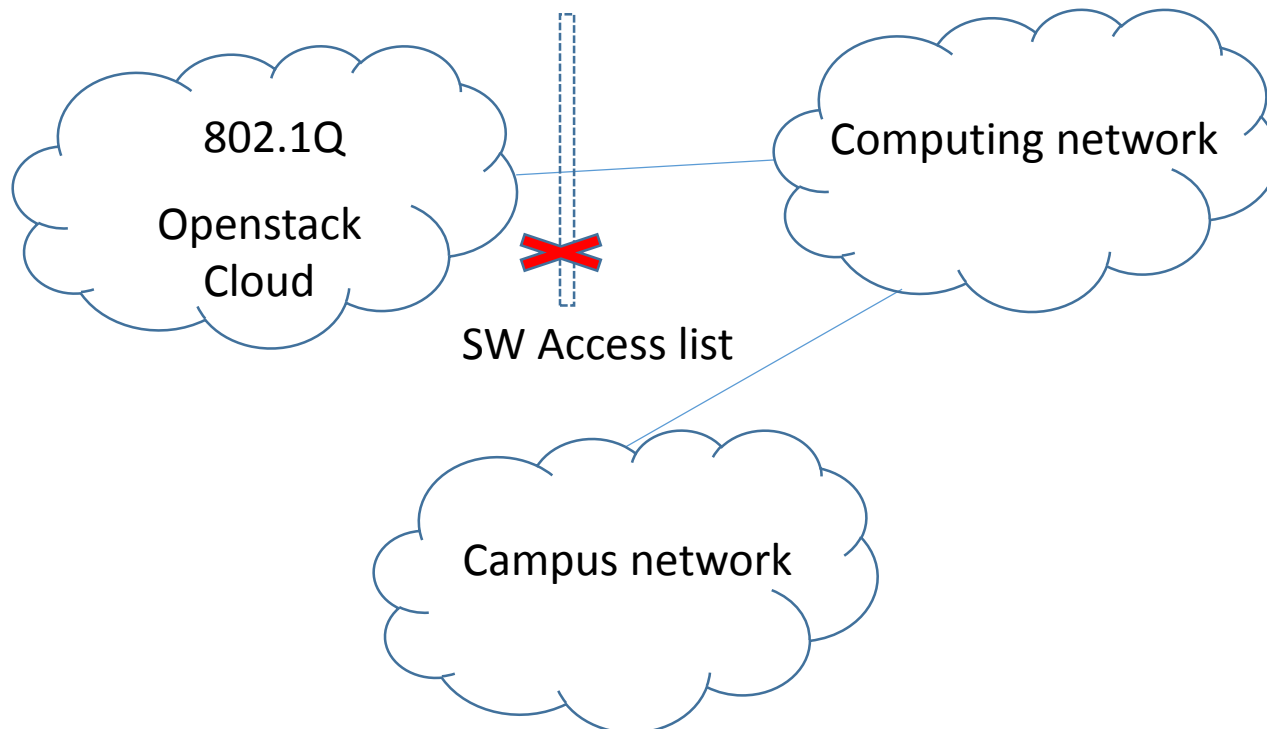 802.1Q
Openstack
Cloud
Computing network
SW Access list
Campus network